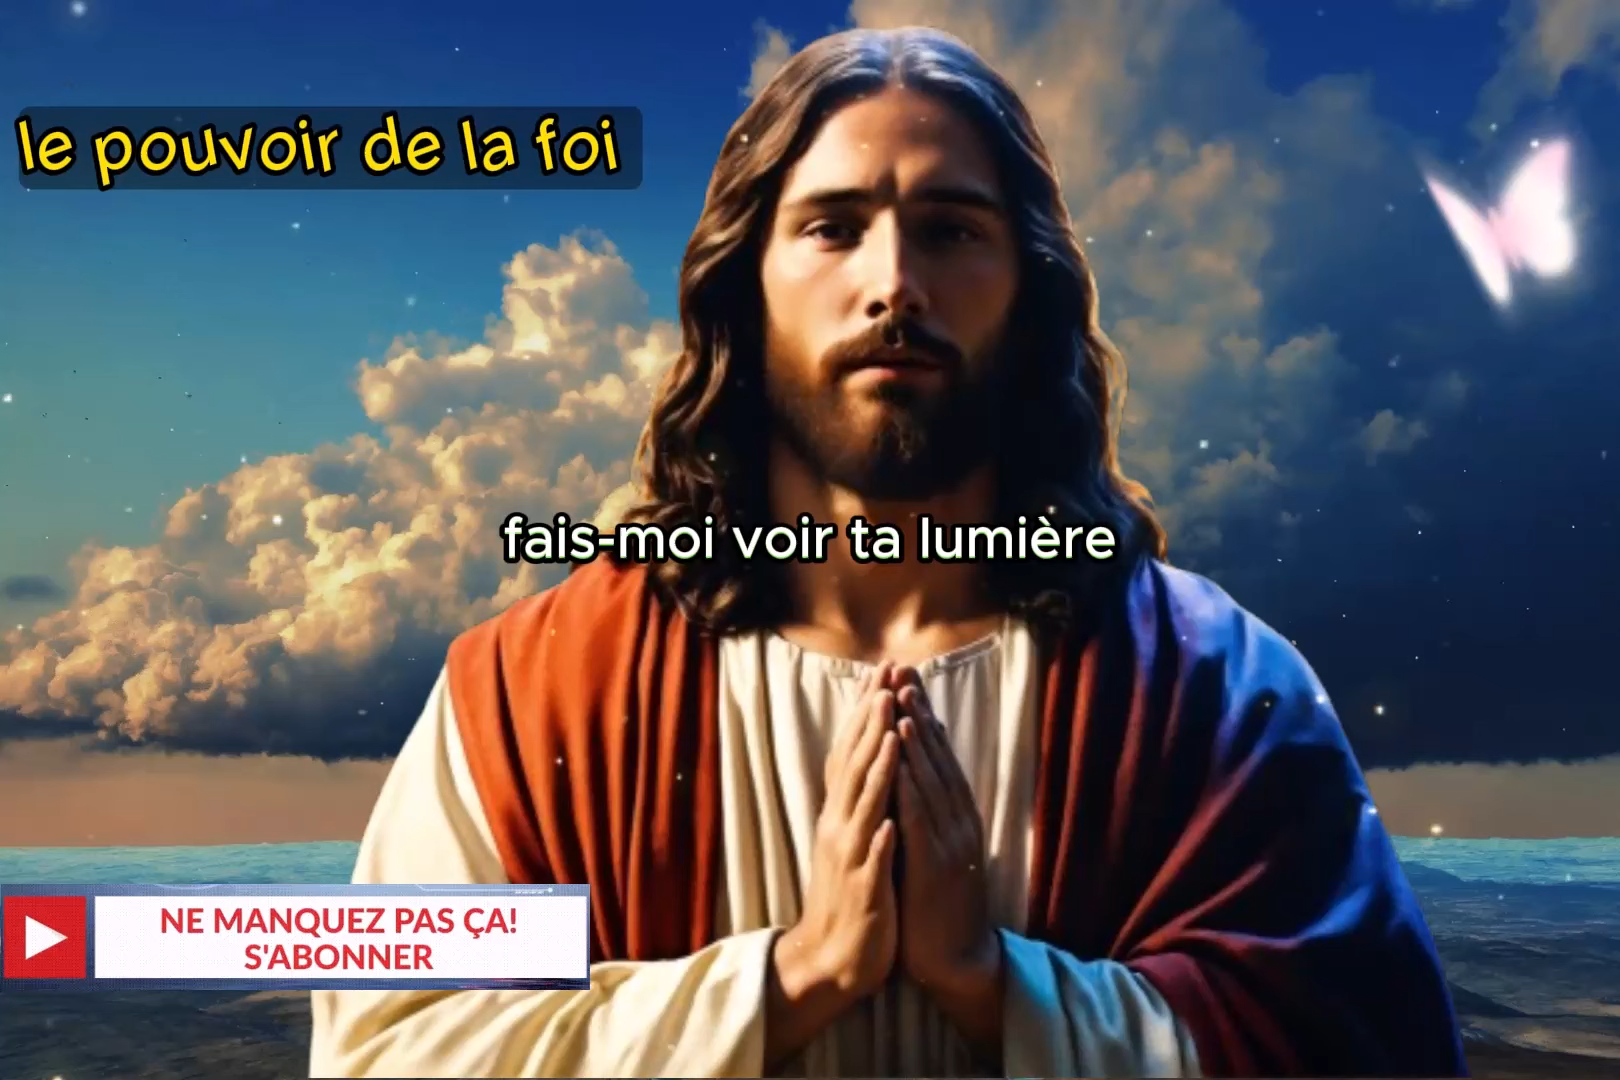 le pouvoir de la foi
fais-moi voir ta lumière
NE MANQUEZ PAS ÇA!
S'ABONNER